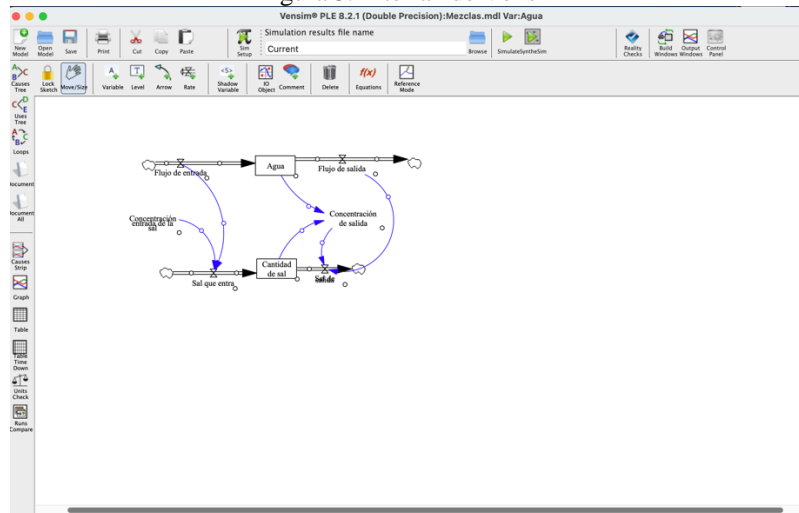 Vensim® PLE 8.2.1 (Double Precision):Mezclas.mdl Var:Agua
Simulation results file name
Current
New Model
Open Model
Save
Print
Cut
Copy
Paste
Sim Setup
Browse
SimulateSyntheSim
Reality Checks
Build Windows
Output Windows
Control Panel
Causes Tree
Lock Sketch
Move/Size
Variable
Level
Arrow
Rate
Shadow Variable
IO Object
Comment
Delete
Equations
Reference Mode
Uses Tree
Loops
Document
Document All
Causes Strip
Graph
Table
Table Time Down
Units Check
Runs Compare
Flujo de entrada
Agua
Flujo de salida
Concentración
entrada de la
sal
Concentración
de salida
Sal que entra
Cantidad
de sal